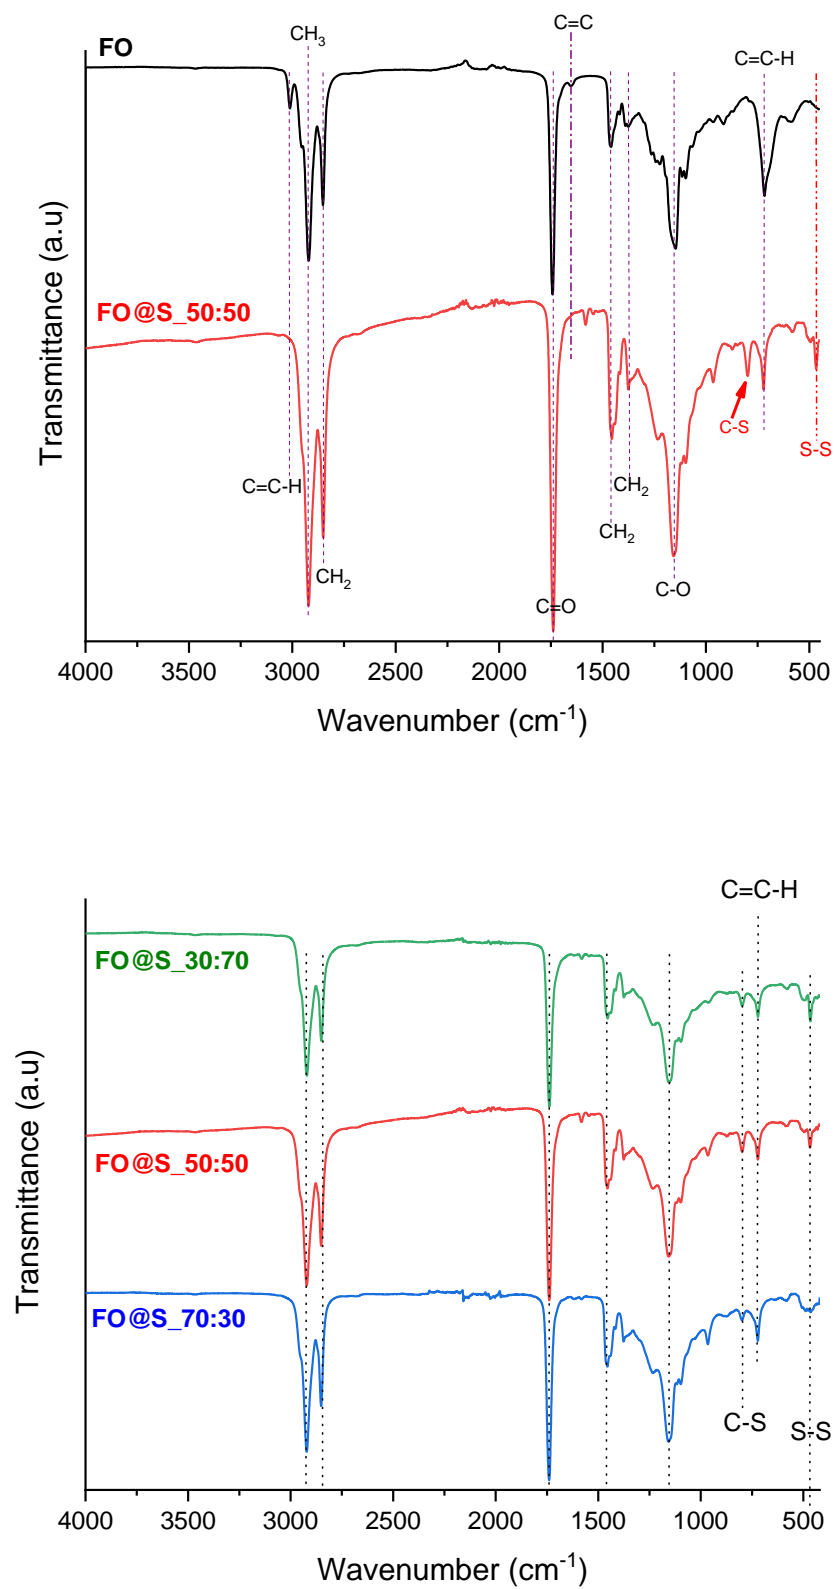 C=C
FO
CH₃
C=C-H
FO@S_50:50
C-S
S-S
C=C-H
CH₂
CH₂
CH₂
C=O
C-O
Transmittance (a.u)
4000 3500 3000 2500 2000 1500 1000 500
Wavenumber (cm⁻¹)
C=C-H
FO@S_30:70
FO@S_50:50
FO@S_70:30
C-S
S-S
Transmittance (a.u)
4000 3500 3000 2500 2000 1500 1000 500
Wavenumber (cm⁻¹)